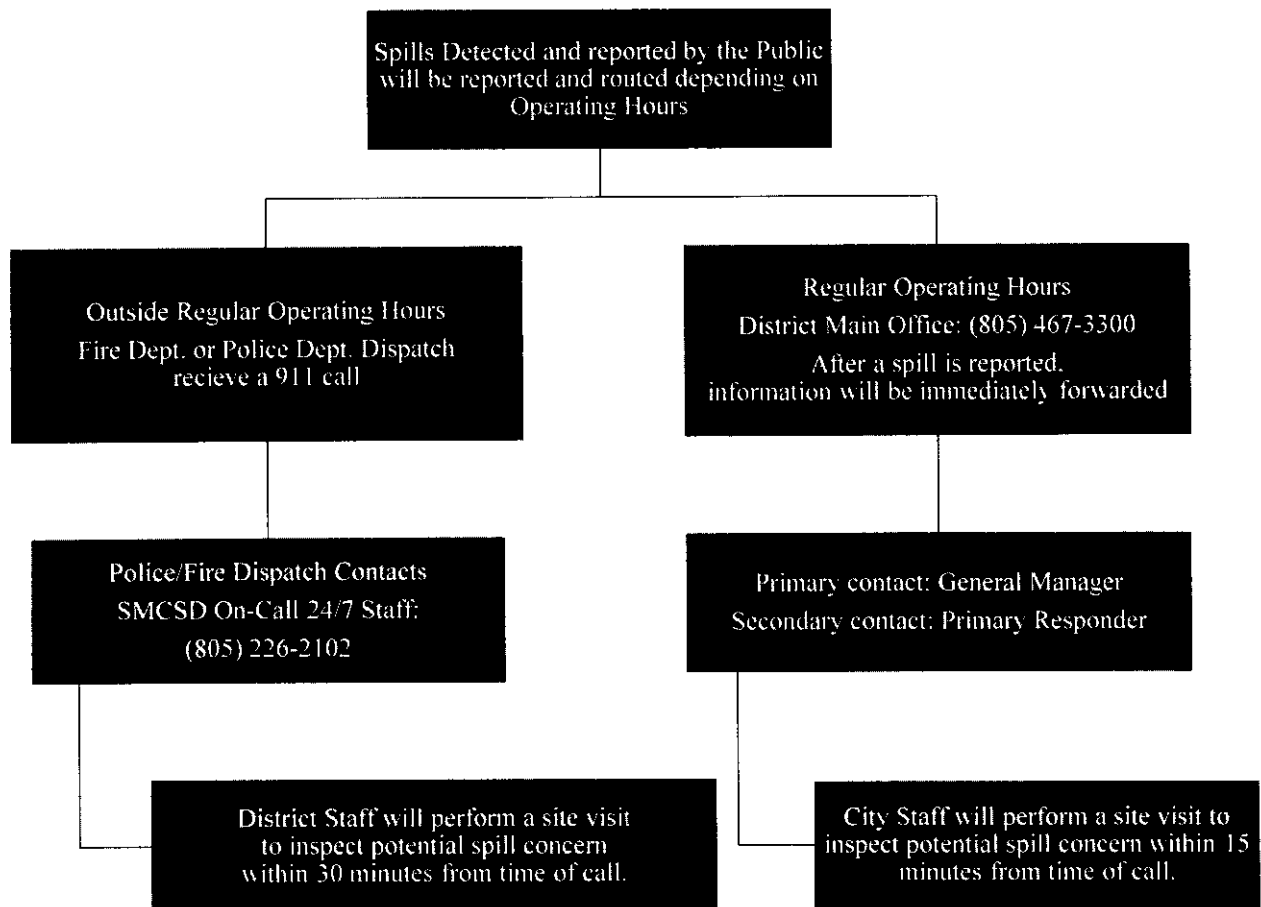 Spills Detected and reported by the Public
will be reported and routed depending on
Operating Hours
Outside Regular Operating Hours
Fire Dept. or Police Dept. Dispatch
recieve a 911 call
Regular Operating Hours
District Main Office: (805) 467-3300
After a spill is reported,
information will be immediately forwarded
Police/Fire Dispatch Contacts
SMCSD On-Call 24/7 Staff:
(805) 226-2102
Primary contact: General Manager
Secondary contact: Primary Responder
District Staff will perform a site visit
to inspect potential spill concern
within 30 minutes from time of call.
City Staff will perform a site visit to
inspect potential spill concern within 15
minutes from time of call.